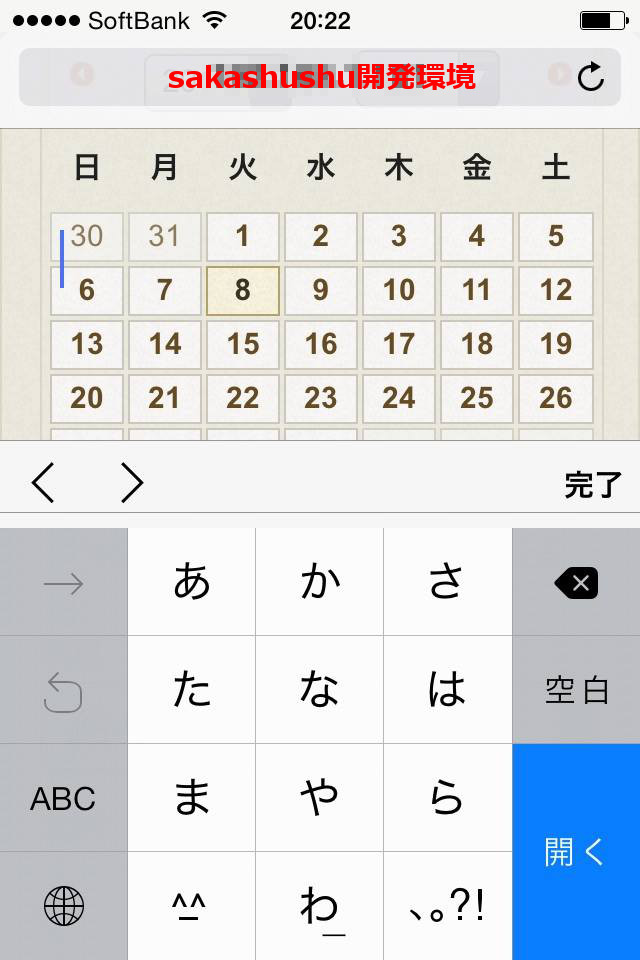 SoftBank 20:22
sakashushu開発環境
日 月 火 水 木 金 土
30 31 1 2 3 4 5
6 7 8 9 10 11 12
13 14 15 16 17 18 19
20 21 22 23 24 25 26
完了
→ あ か さ
た な は 空白
ABC ま や ら
開く
^_^ わ_ 、。?!